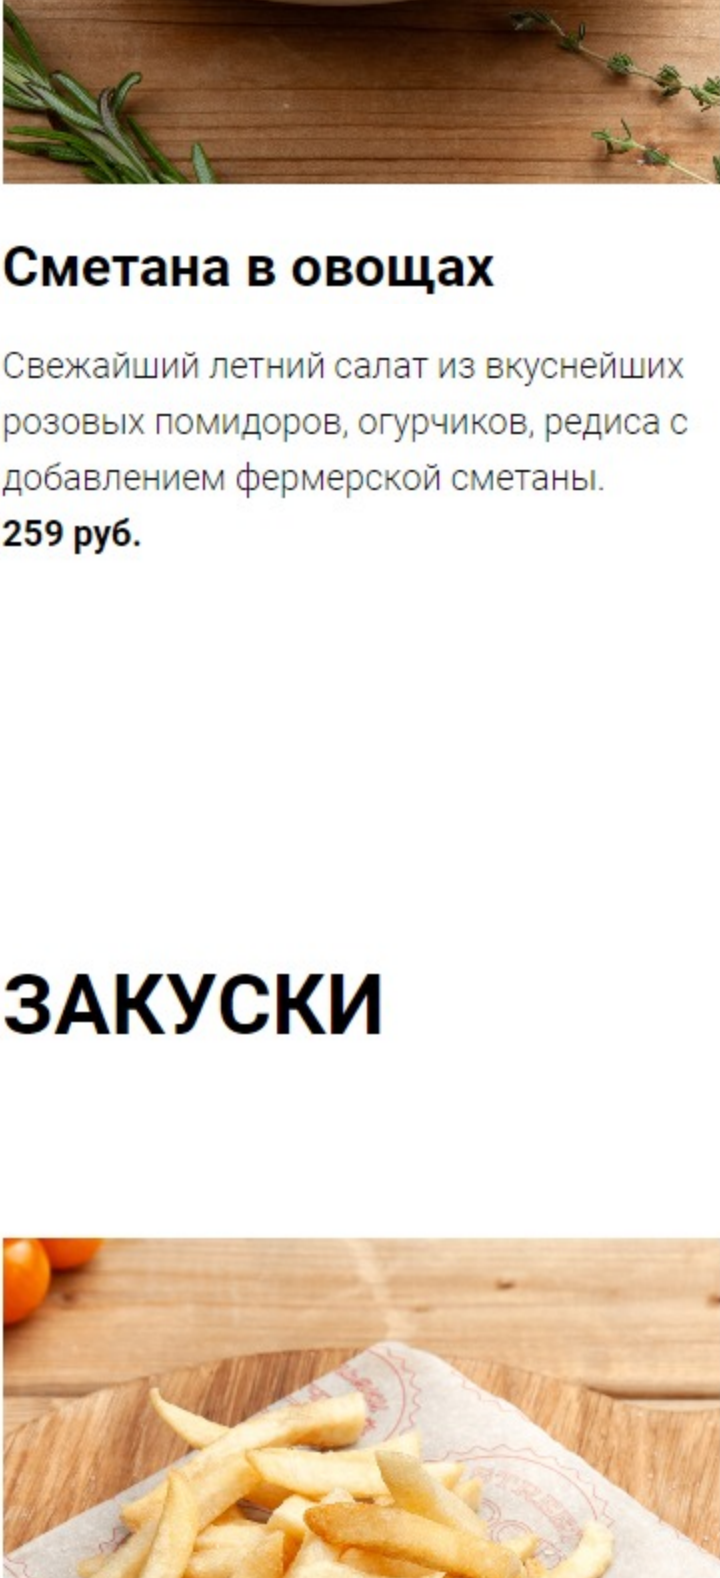 Сметана в овощах
Свежайший летний салат из вкуснейших
розовых помидоров, огурчиков, редиса с
добавлением фермерской сметаны.
259 руб.
ЗАКУСКИ